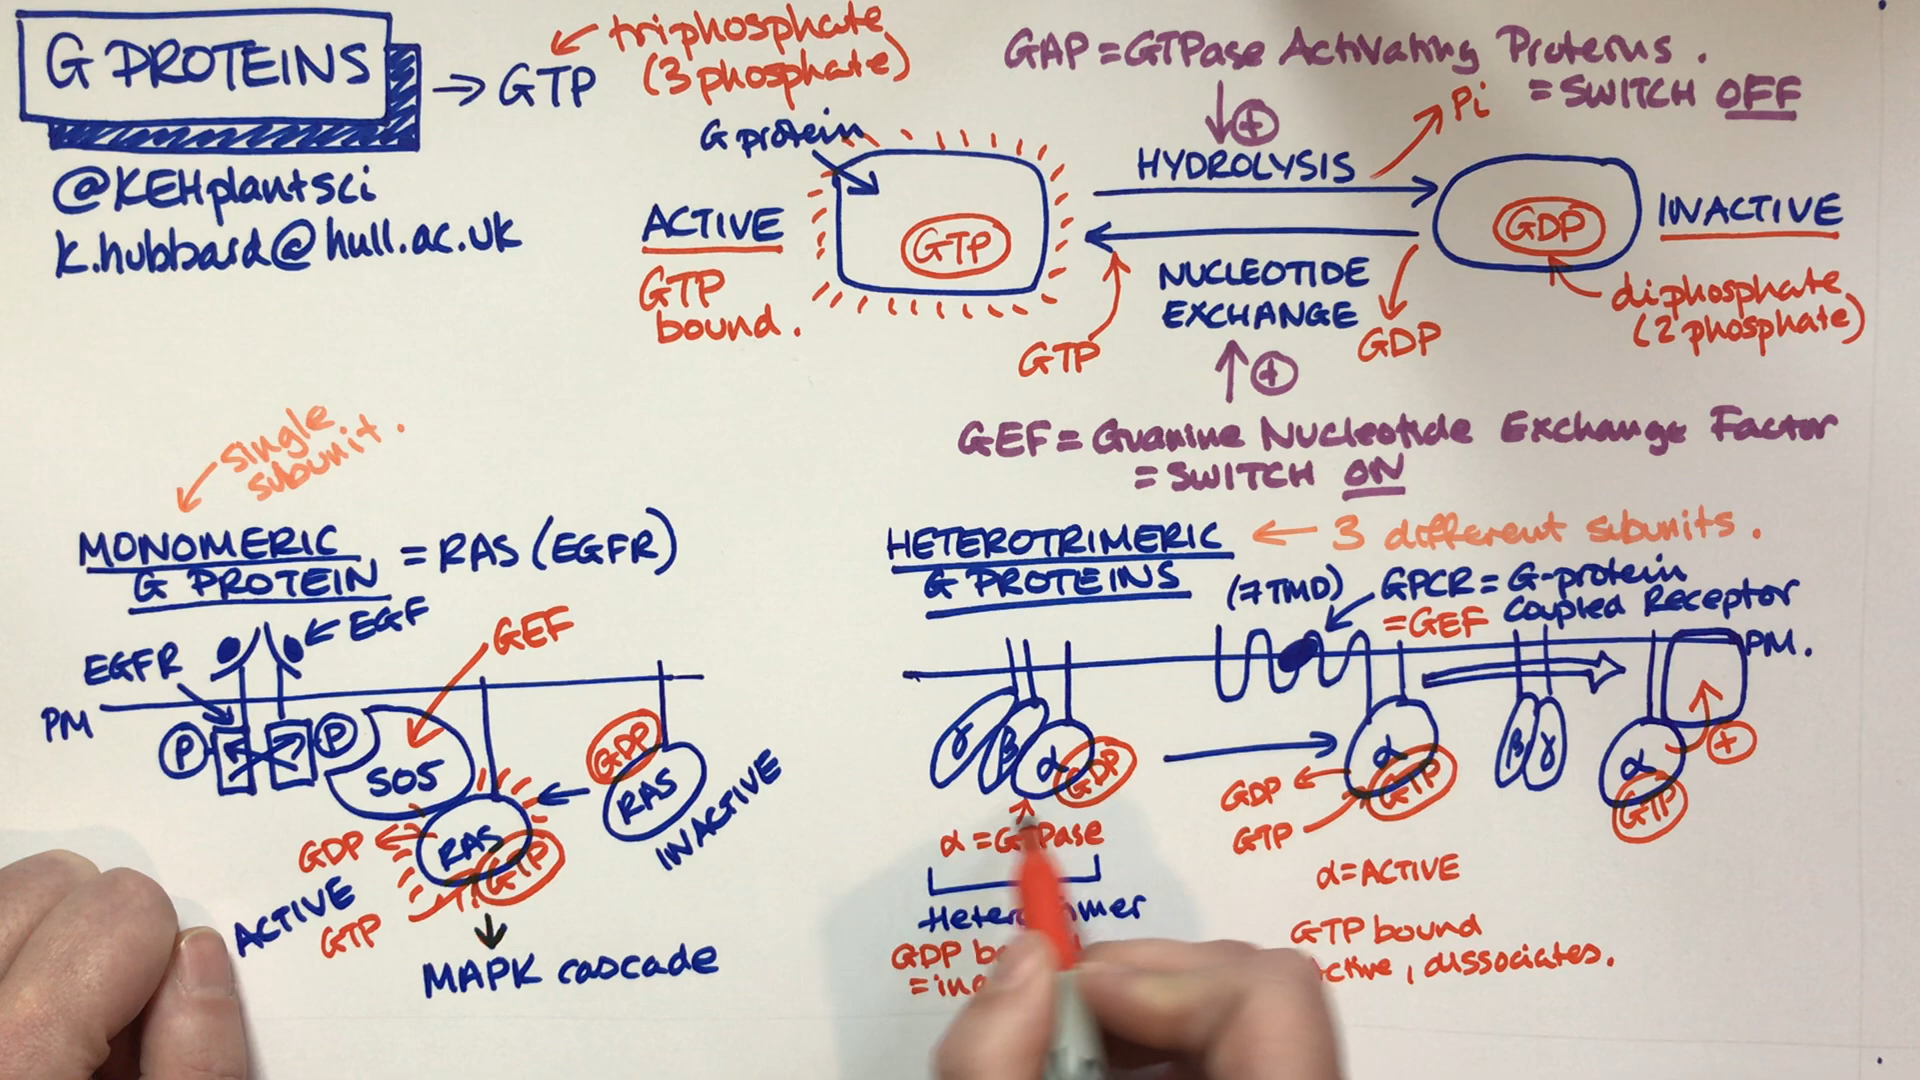 G PROTEINS
→ GTP
← triphosphate
(3 phosphate)
@KEHplantsci
k.hubbard@hull.ac.uk
GAP = GTPase Activating Proteins.
= SWITCH OFF
G protein
ACTIVE
GTP
bound.
GTP
+
HYDROLYSIS
Pi
NUCLEOTIDE
EXCHANGE
GTP
GDP
+
GDP
INACTIVE
diphosphate
(2 phosphate)
GEF = Guanine Nucleotide Exchange Factor
= SWITCH ON
single
subunit.
MONOMERIC
G PROTEIN
= RAS (EGFR)
EGFR
EGF
GEF
PM
P
P
SOS
RAS
GTP
GDP
GTP
ACTIVE
GDP
RAS
INACTIVE
MAPK cascade
HETEROTRIMERIC
G PROTEINS
← 3 different subunits.
(7TMD)
GPCR = G-protein
Coupled Receptor
= GEF
PM.
γ
β
α
GDP
α = GTPase
GDP
= 
GDP
GTP
α
GTP
α = ACTIVE
GTP bound
, dissociates.
β
γ
α
GTP
+